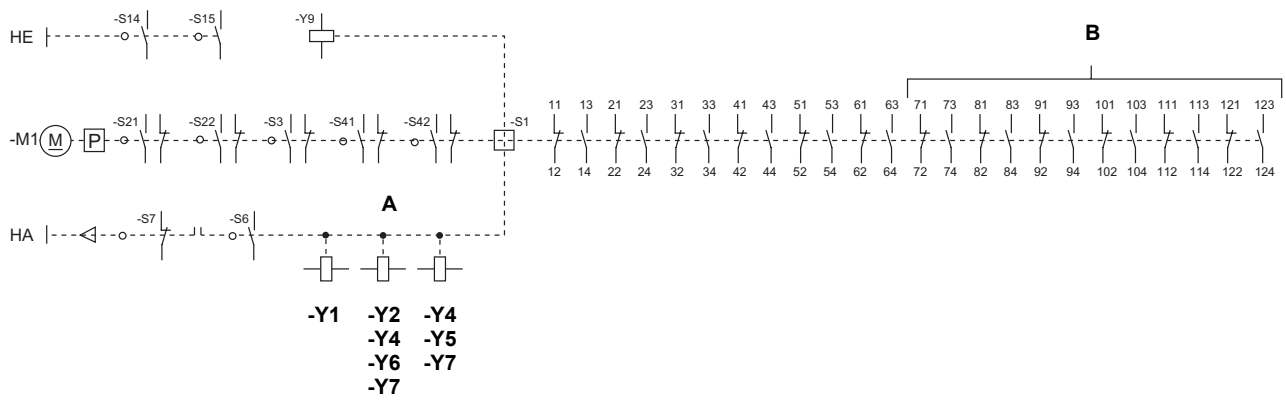 B
-S14 -S15 -Y9
HE
11 13 21 23 31 33 41 43 51 53 61 63 71 73 81 83 91 93 101 103 111 113 121 123
-S21 -S22 -S3 -S41 -S42 -S1
-M1 M P
12 14 22 24 32 34 42 44 52 54 62 64 72 74 82 84 92 94 102 104 112 114 122 124
A
-S7 -S6
HA
-Y1 -Y2 -Y4
-Y4 -Y5
-Y6 -Y7
-Y7